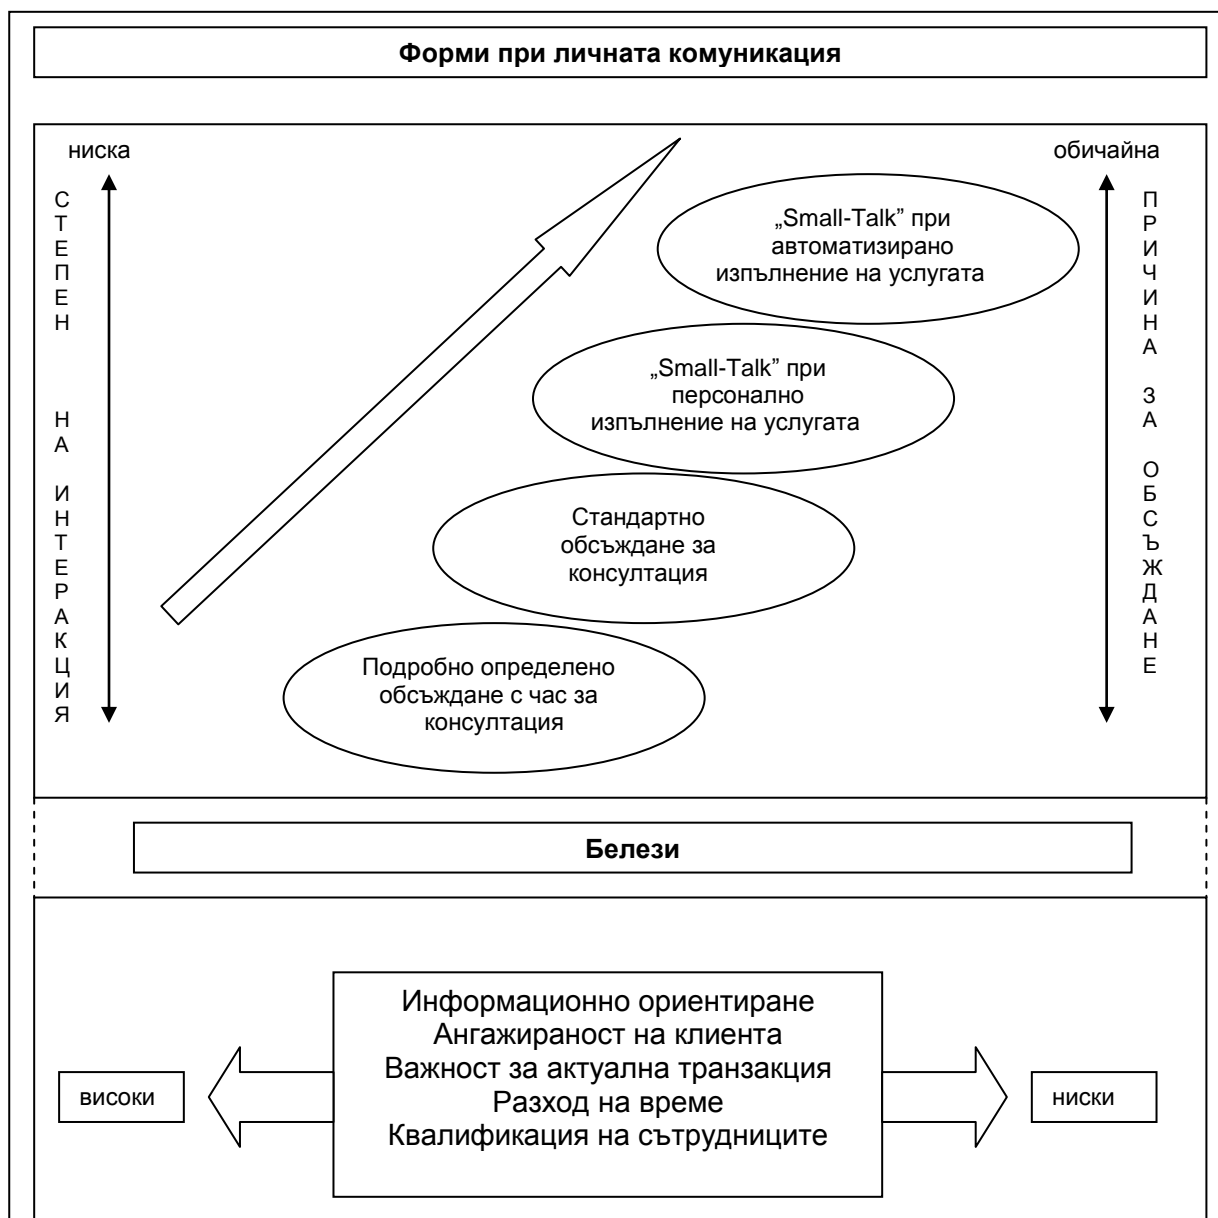 Форми при личната комуникация
ниска
обичайна
СТЕПЕН НА ИНТЕРАКЦИЯ
„Small-Talk” при
автоматизирано
изпълнение на услугата
„Small-Talk” при
персонално
изпълнение на услугата
Стандартно
обсъждане за
консултация
Подробно определено
обсъждане с час за
консултация
ПРИЧИНА ЗА ОБСЪЖДАНЕ
Белези
Информационно ориентиране
Ангажираност на клиента
Важност за актуална транзакция
Разход на време
Квалификация на сътрудниците
високи
ниски